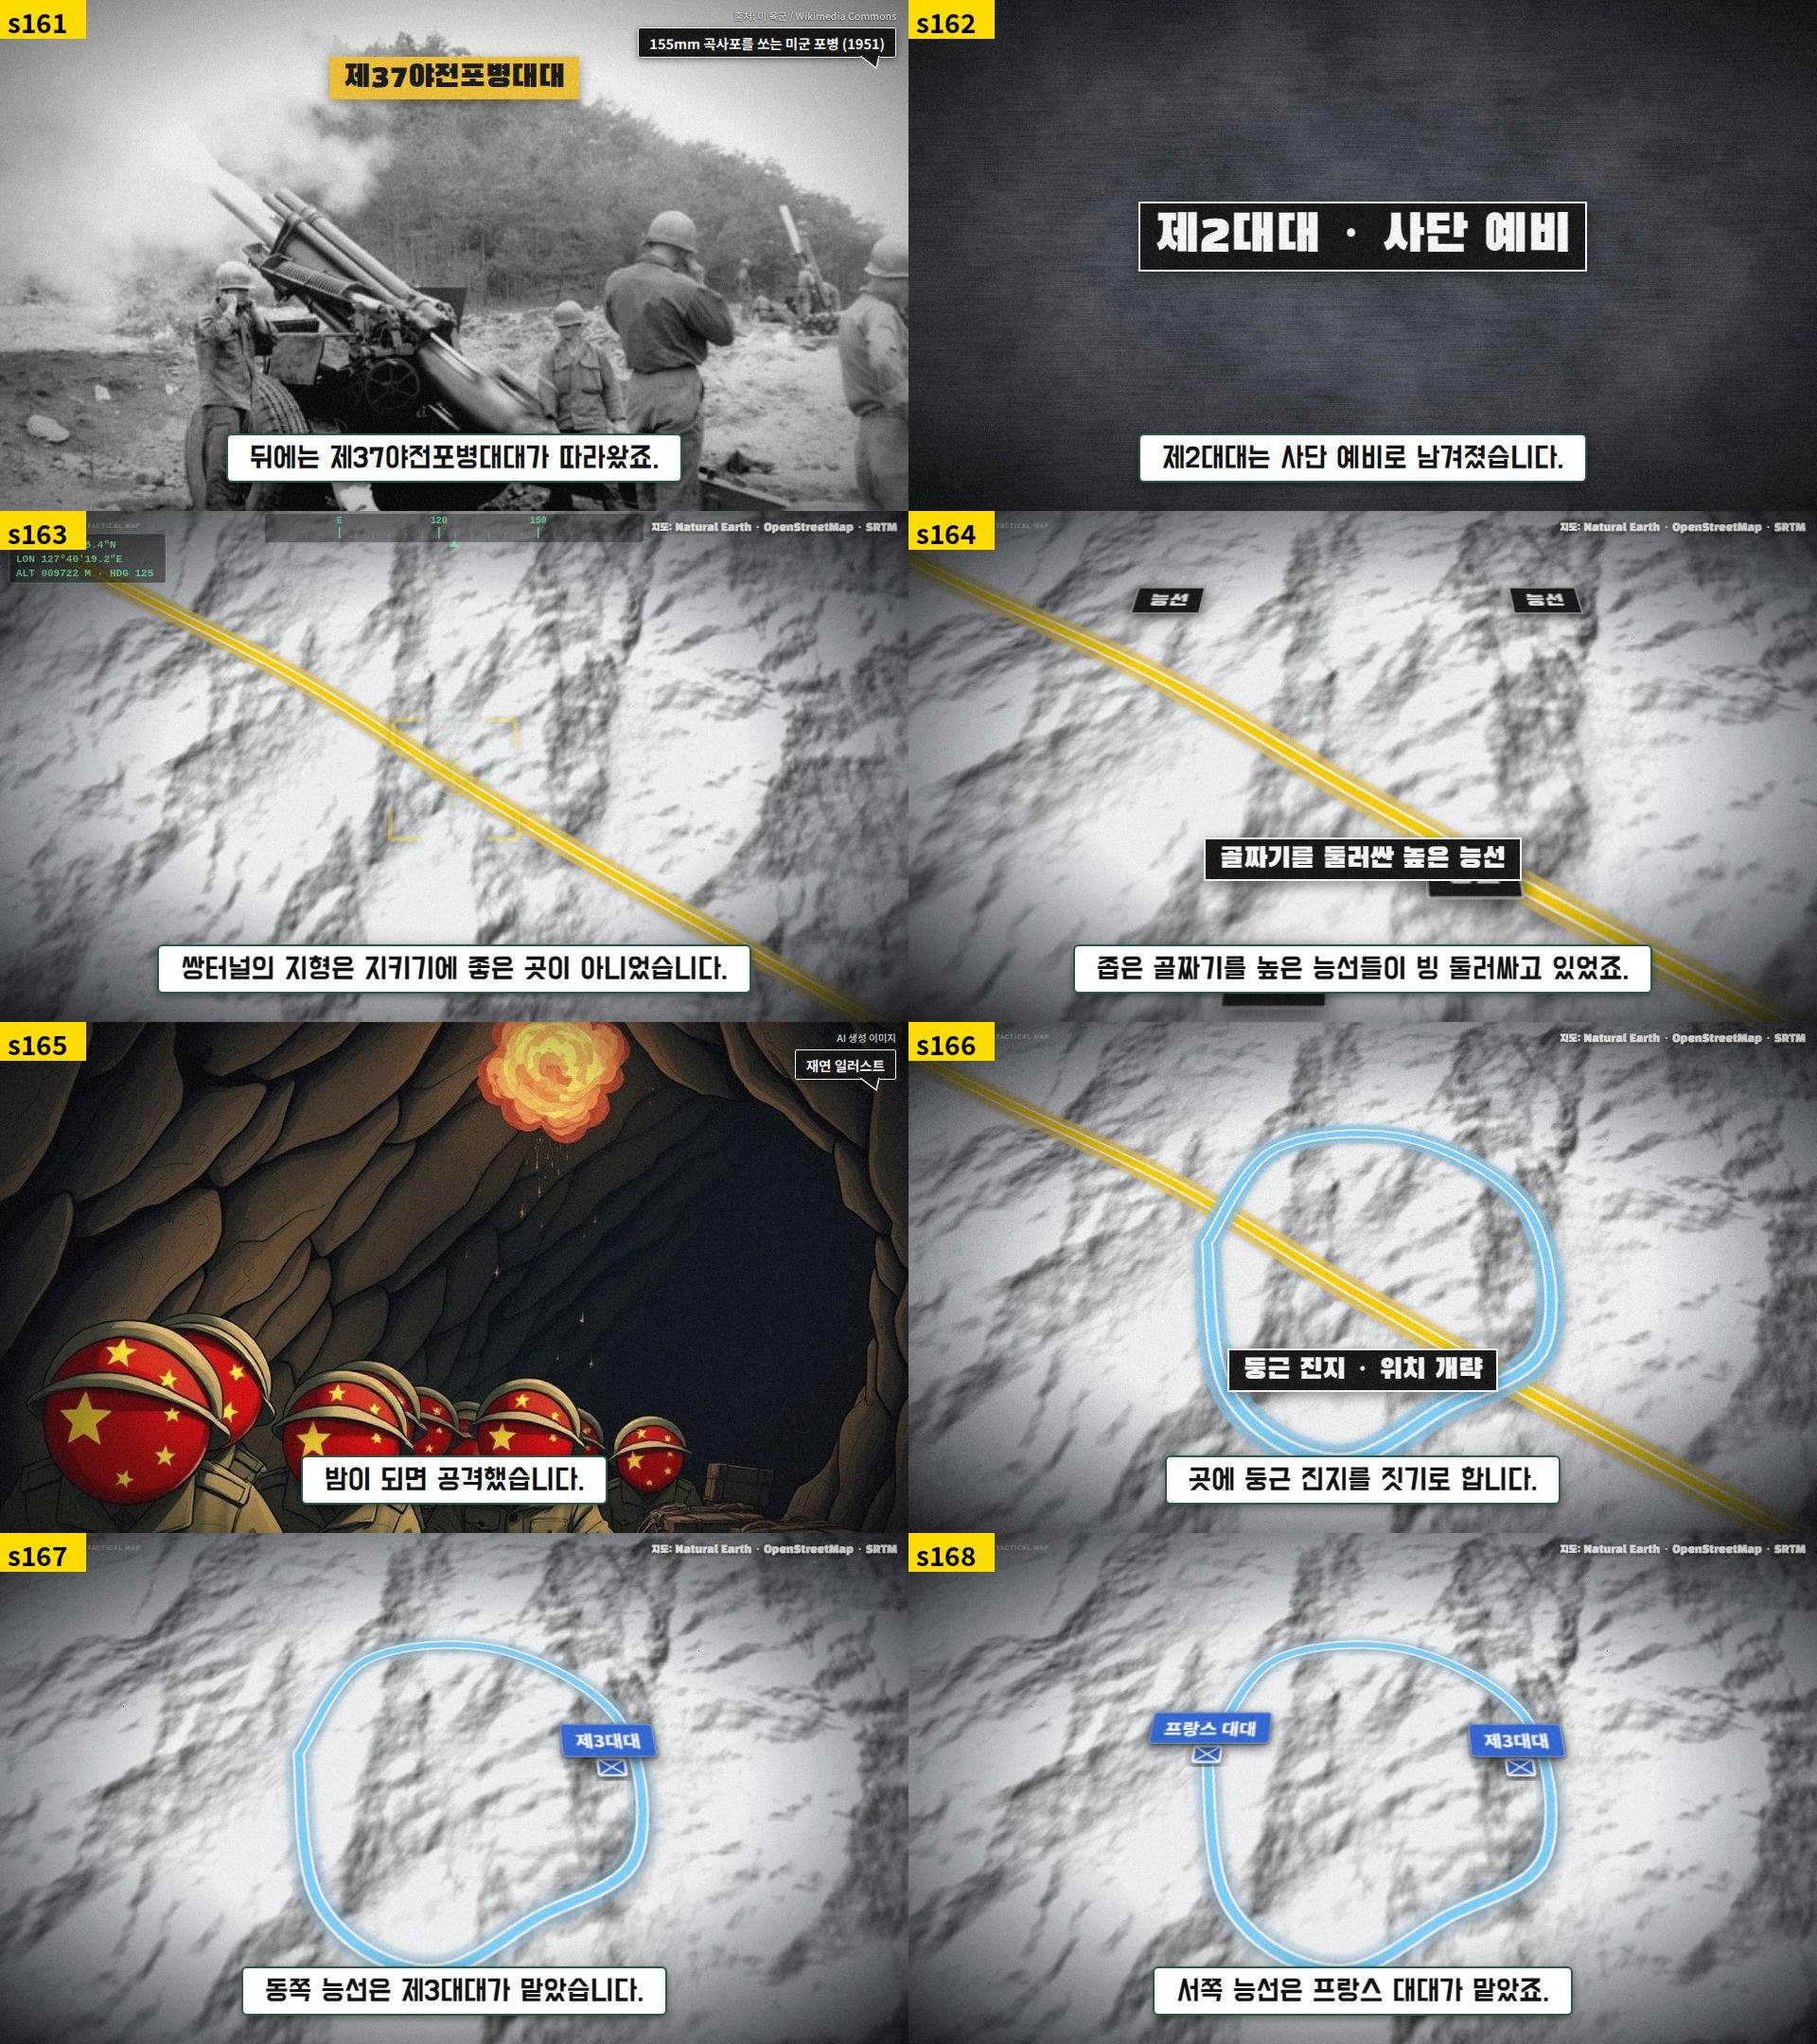 s161
출처: 미 육군 / Wikimedia Commons
155mm 곡사포를 쏘는 미군 포병 (1951)
제37야전포병대대
뒤에는 제37야전포병대대가 따라왔죠.
s162
제2대대 · 사단 예비
제2대대는 사단 예비로 남겨졌습니다.
s163
TACTICAL MAP
E 120 150
지도: Natural Earth · OpenStreetMap · SRTM
LON 127°40'19.2"E
ALT 009722 M · HDG 125
쌍터널의 지형은 지키기에 좋은 곳이 아니었습니다.
s164
TACTICAL MAP
지도: Natural Earth · OpenStreetMap · SRTM
능선
능선
골짜기를 둘러싼 높은 능선
좁은 골짜기를 높은 능선들이 빙 둘러싸고 있었죠.
s165
AI 생성 이미지
재연 일러스트
밤이 되면 공격했습니다.
s166
TACTICAL MAP
지도: Natural Earth · OpenStreetMap · SRTM
둥근 진지 · 위치 개략
곳에 둥근 진지를 짓기로 합니다.
s167
TACTICAL MAP
지도: Natural Earth · OpenStreetMap · SRTM
제3대대
동쪽 능선은 제3대대가 맡았습니다.
s168
TACTICAL MAP
지도: Natural Earth · OpenStreetMap · SRTM
프랑스 대대
제3대대
서쪽 능선은 프랑스 대대가 맡았죠.